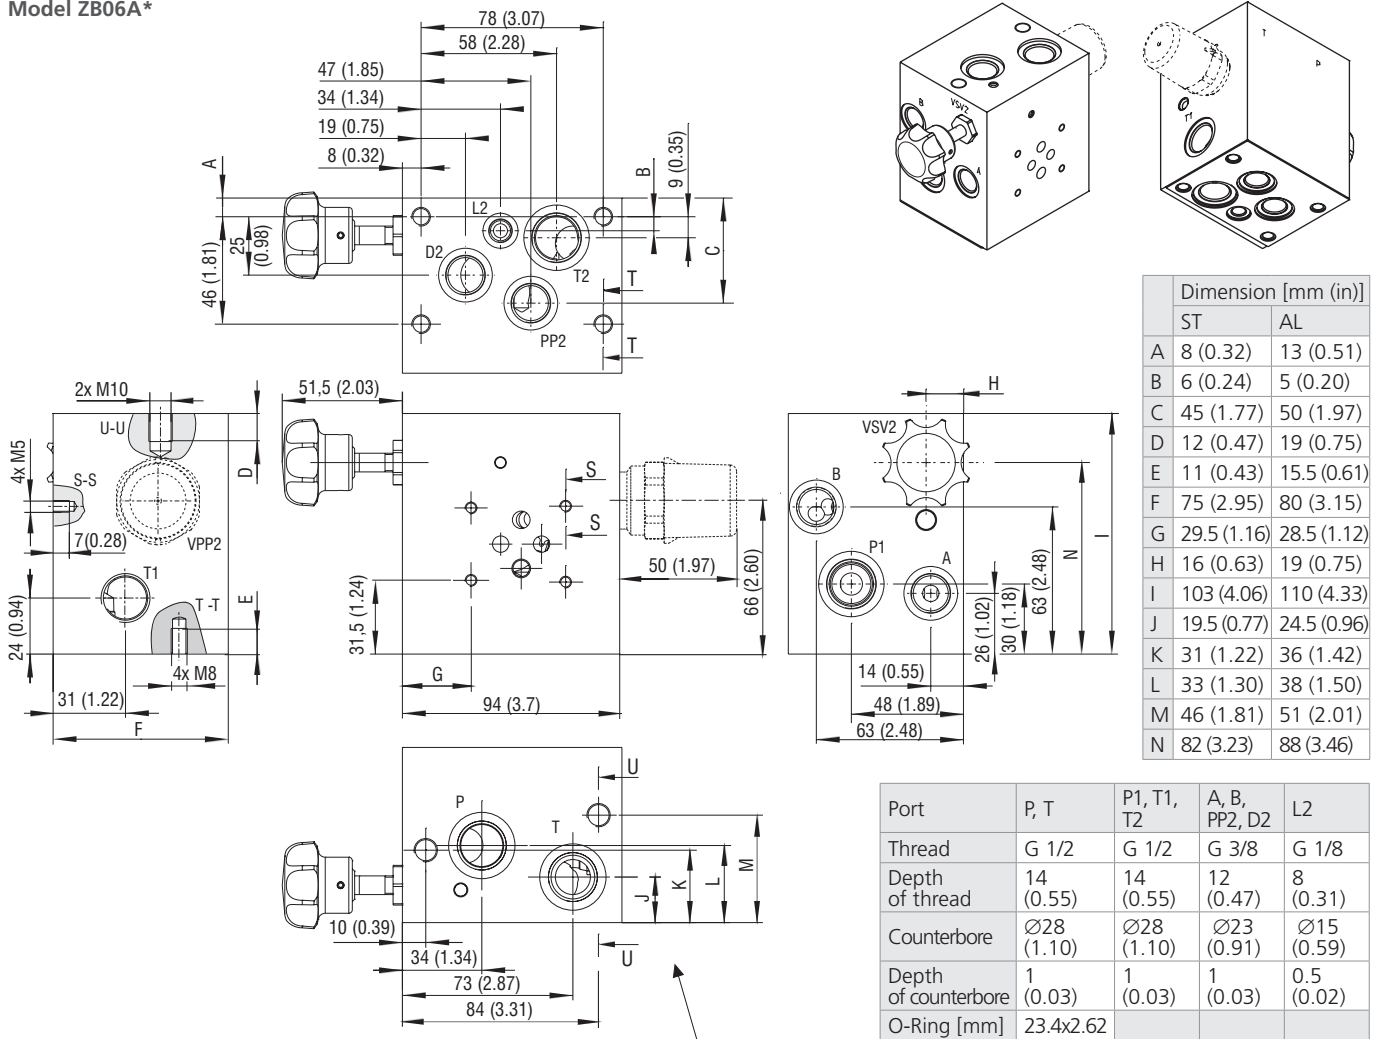 Model ZB06A*
78 (3.07)
58 (2.28)
47 (1.85)
34 (1.34)
19 (0.75)
8 (0.32)
A
B
9 (0.35)
C
25
(0.98)
46 (1.81)
L2
D2
T2
PP2
T
T
B
VSV2
A
T1
T
P
51,5 (2.03)
2x M10
U-U
D
4x M5
S-S
7(0.28)
VPP2
T1
T -T
E
24 (0.94)
4x M8
31 (1.22)
F
S
S
50 (1.97)
66 (2.60)
31,5 (1.24)
G
94 (3.7)
H
VSV2
B
P1
A
N
I
63 (2.48)
30 (1.18)
26 (1.02)
14 (0.55)
48 (1.89)
63 (2.48)
P
T
U
U
J
K
L
M
10 (0.39)
34 (1.34)
73 (2.87)
84 (3.31)
Dimension [mm (in)]
ST AL
A 8 (0.32) 13 (0.51)
B 6 (0.24) 5 (0.20)
C 45 (1.77) 50 (1.97)
D 12 (0.47) 19 (0.75)
E 11 (0.43) 15.5 (0.61)
F 75 (2.95) 80 (3.15)
G 29.5 (1.16) 28.5 (1.12)
H 16 (0.63) 19 (0.75)
I 103 (4.06) 110 (4.33)
J 19.5 (0.77) 24.5 (0.96)
K 31 (1.22) 36 (1.42)
L 33 (1.30) 38 (1.50)
M 46 (1.81) 51 (2.01)
N 82 (3.23) 88 (3.46)
Port P, T P1, T1, T2 A, B, PP2, D2 L2
Thread G 1/2 G 1/2 G 3/8 G 1/8
Depth of thread 14 (0.55) 14 (0.55) 12 (0.47) 8 (0.31)
Counterbore ∅28 (1.10) ∅28 (1.10) ∅23 (0.91) ∅15 (0.59)
Depth of counterbore 1 (0.03) 1 (0.03) 1 (0.03) 0.5 (0.02)
O-Ring [mm] 23.4x2.62